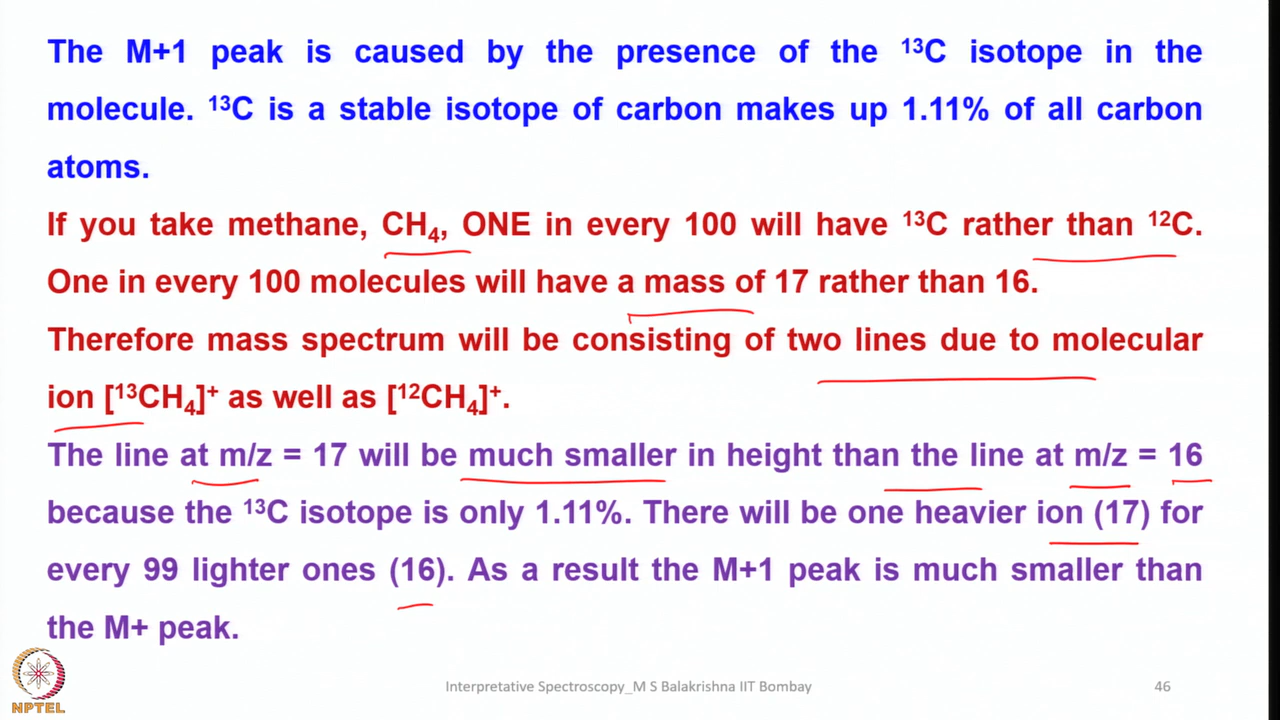 The M+1 peak is caused by the presence of the ¹³C isotope in the
molecule. ¹³C is a stable isotope of carbon makes up 1.11% of all carbon
atoms.
If you take methane, CH₄, ONE in every 100 will have ¹³C rather than ¹²C.
One in every 100 molecules will have a mass of 17 rather than 16.
Therefore mass spectrum will be consisting of two lines due to molecular
ion [¹³CH₄]⁺ as well as [¹²CH₄]⁺.
The line at m/z = 17 will be much smaller in height than the line at m/z = 16
because the ¹³C isotope is only 1.11%. There will be one heavier ion (17) for
every 99 lighter ones (16). As a result the M+1 peak is much smaller than
the M+ peak.
Interpretative Spectroscopy_M S Balakrishna IIT Bombay
46
NPTEL